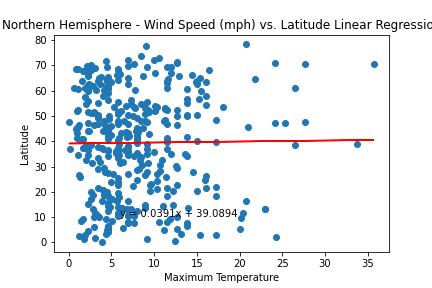 Northern Hemisphere - Wind Speed (mph) vs. Latitude Linear Regressio
80
70
60
50
40
30
20
10
0
Latitude
y = 0.0391x + 39.0894
0 5 10 15 20 25 30 35
Maximum Temperature